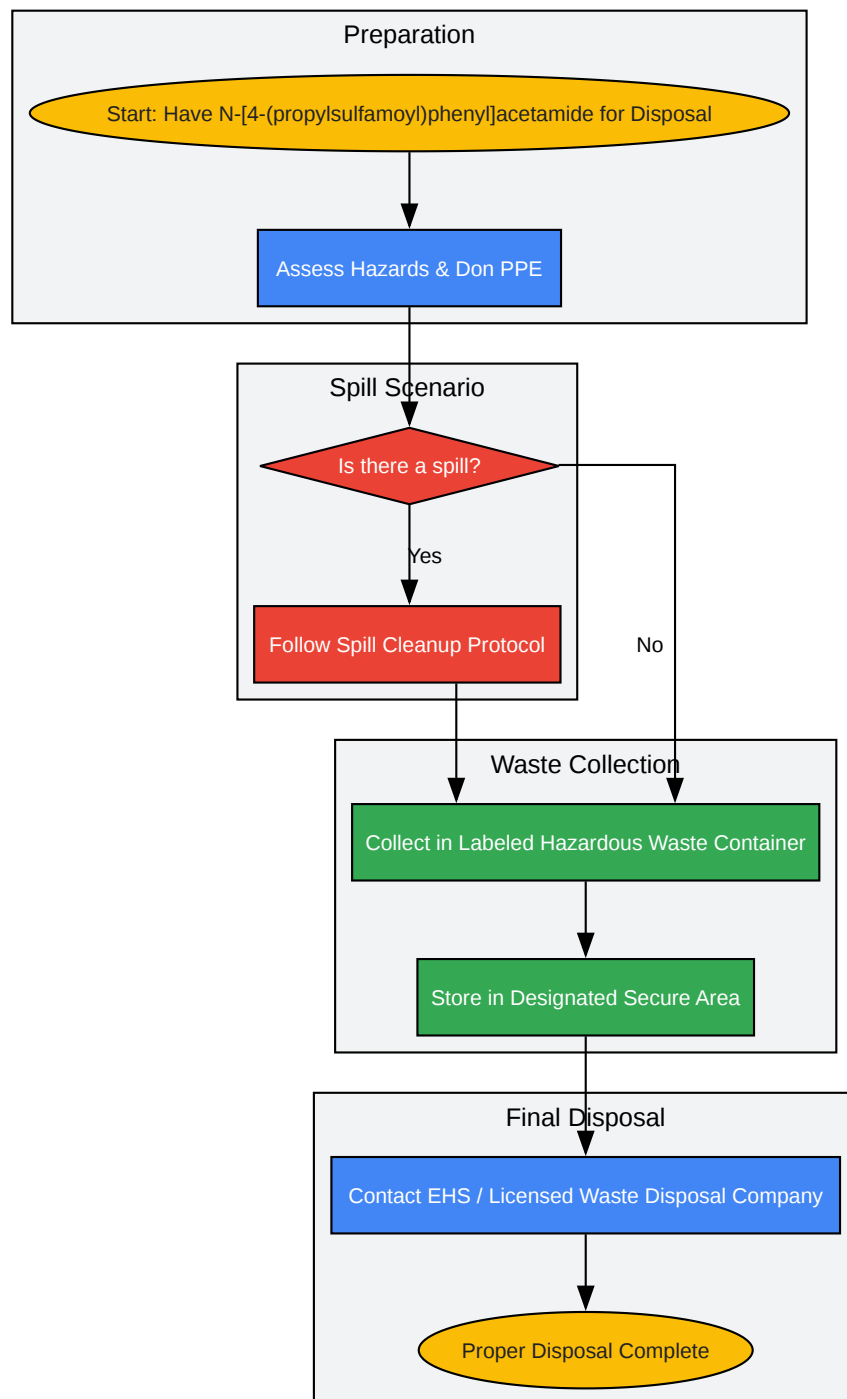 Preparation
Start: Have N-[4-(propylsulfamoyl)phenyl]acetamide for Disposal
Assess Hazards & Don PPE
Spill Scenario
Is there a spill?
Yes
Follow Spill Cleanup Protocol
No
Waste Collection
Collect in Labeled Hazardous Waste Container
Store in Designated Secure Area
Final Disposal
Contact EHS / Licensed Waste Disposal Company
Proper Disposal Complete